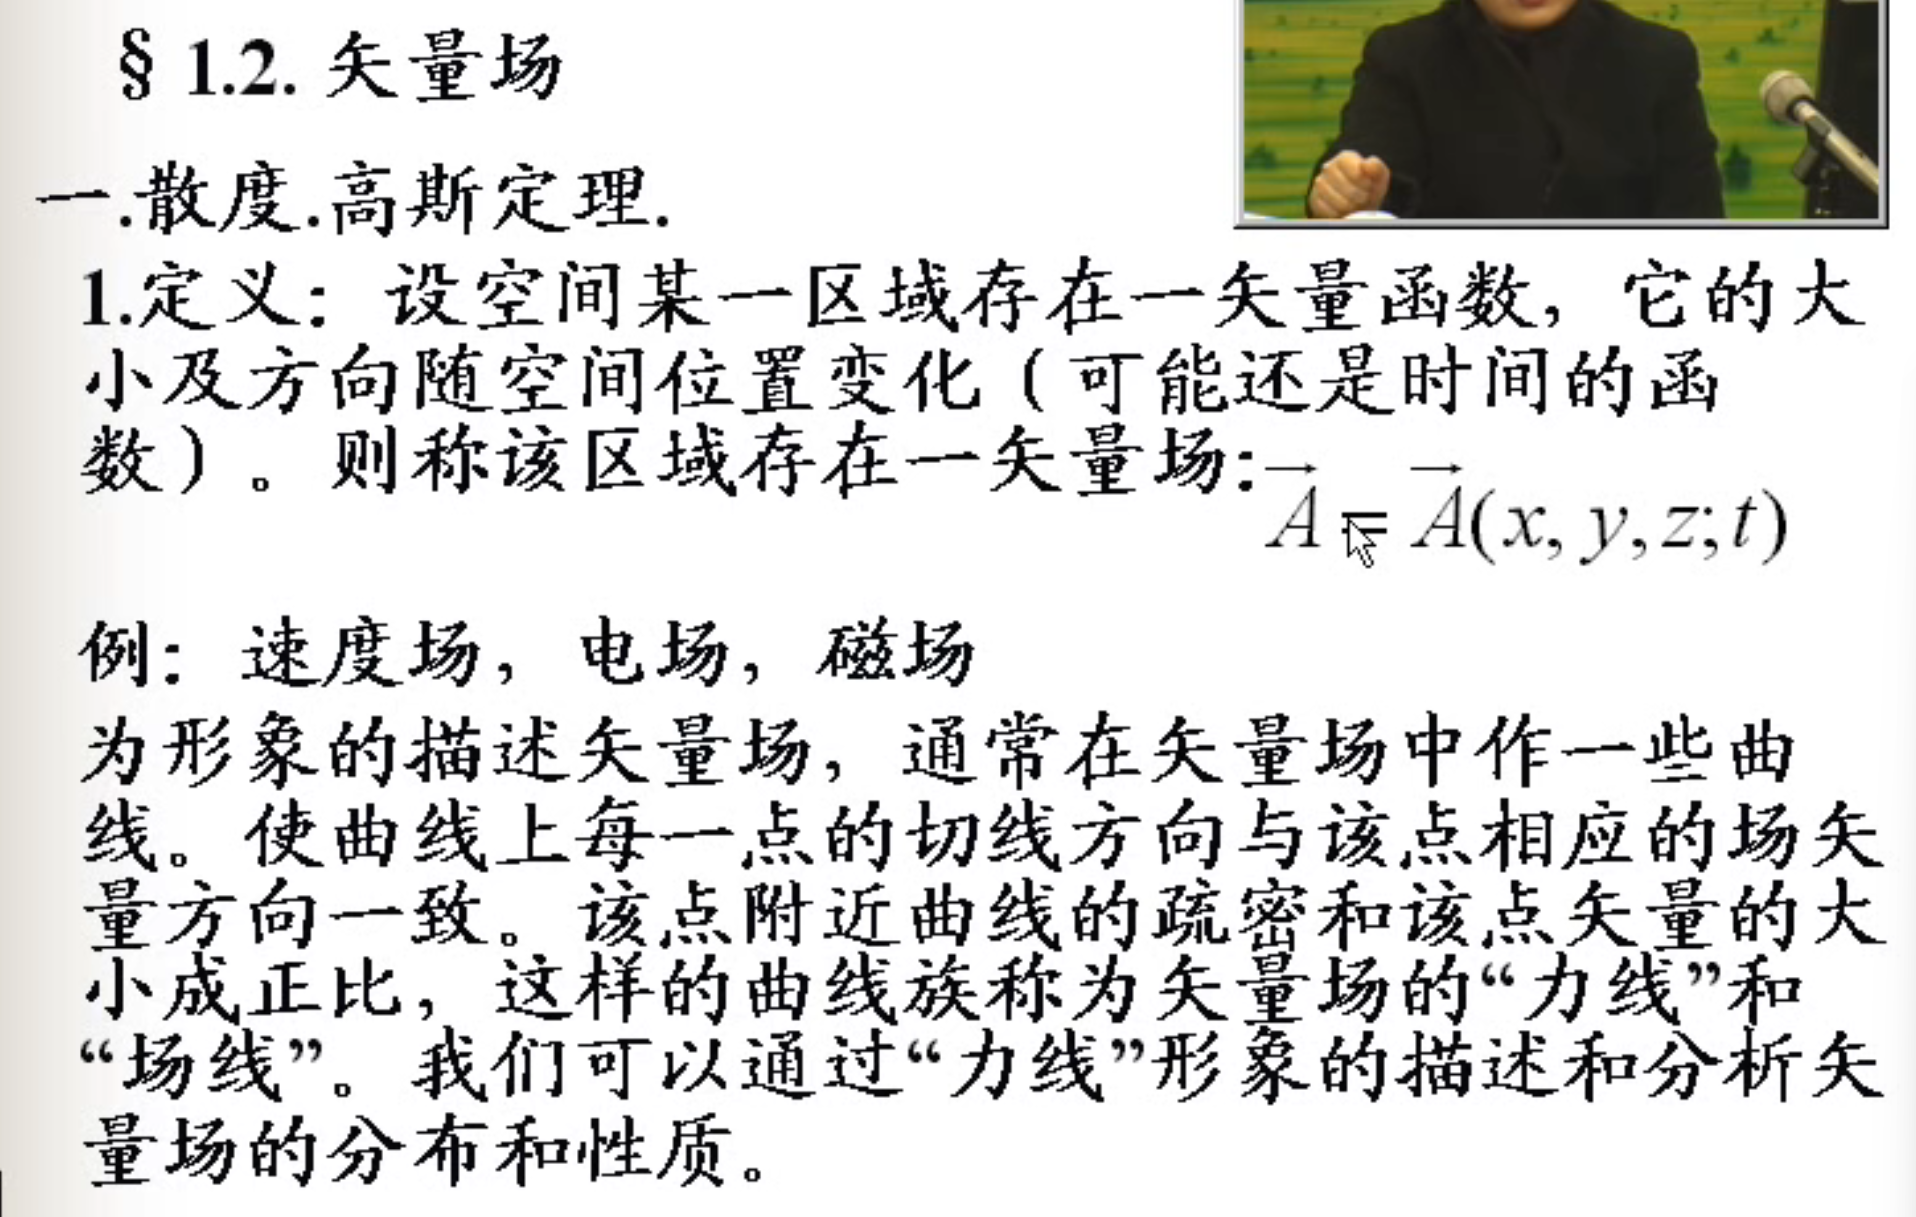 § 1.2. 矢量场
一.散度.高斯定理.
1.定义：设空间某一区域存在一矢量函数，它的大
小及方向随空间位置变化（可能还是时间的函
数）。则称该区域存在一矢量场:
\vec{A} = \vec{A}(x, y, z; t)
例：速度场，电场，磁场
为形象的描述矢量场，通常在矢量场中作一些曲
线。使曲线上每一点的切线方向与该点相应的场矢
量方向一致。该点附近曲线的疏密和该点矢量的大
小成正比，这样的曲线族称为矢量场的“力线”和
“场线”。我们可以通过“力线”形象的描述和分析矢
量场的分布和性质。